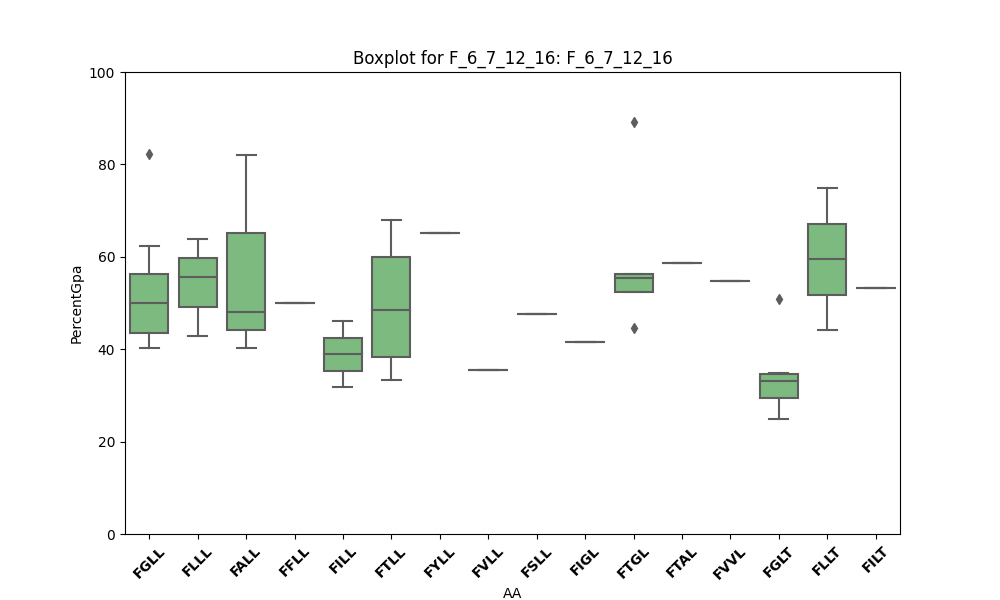 Boxplot for F_6_7_12_16: F_6_7_12_16
100
80
60
40
20
0
PercentGpa
FGLL FLLL FALL FFLL FILL FTLL FYLL FVLL FSLL FIGL FTGL FTAL FVVL FGLT FLLT FILT
AA